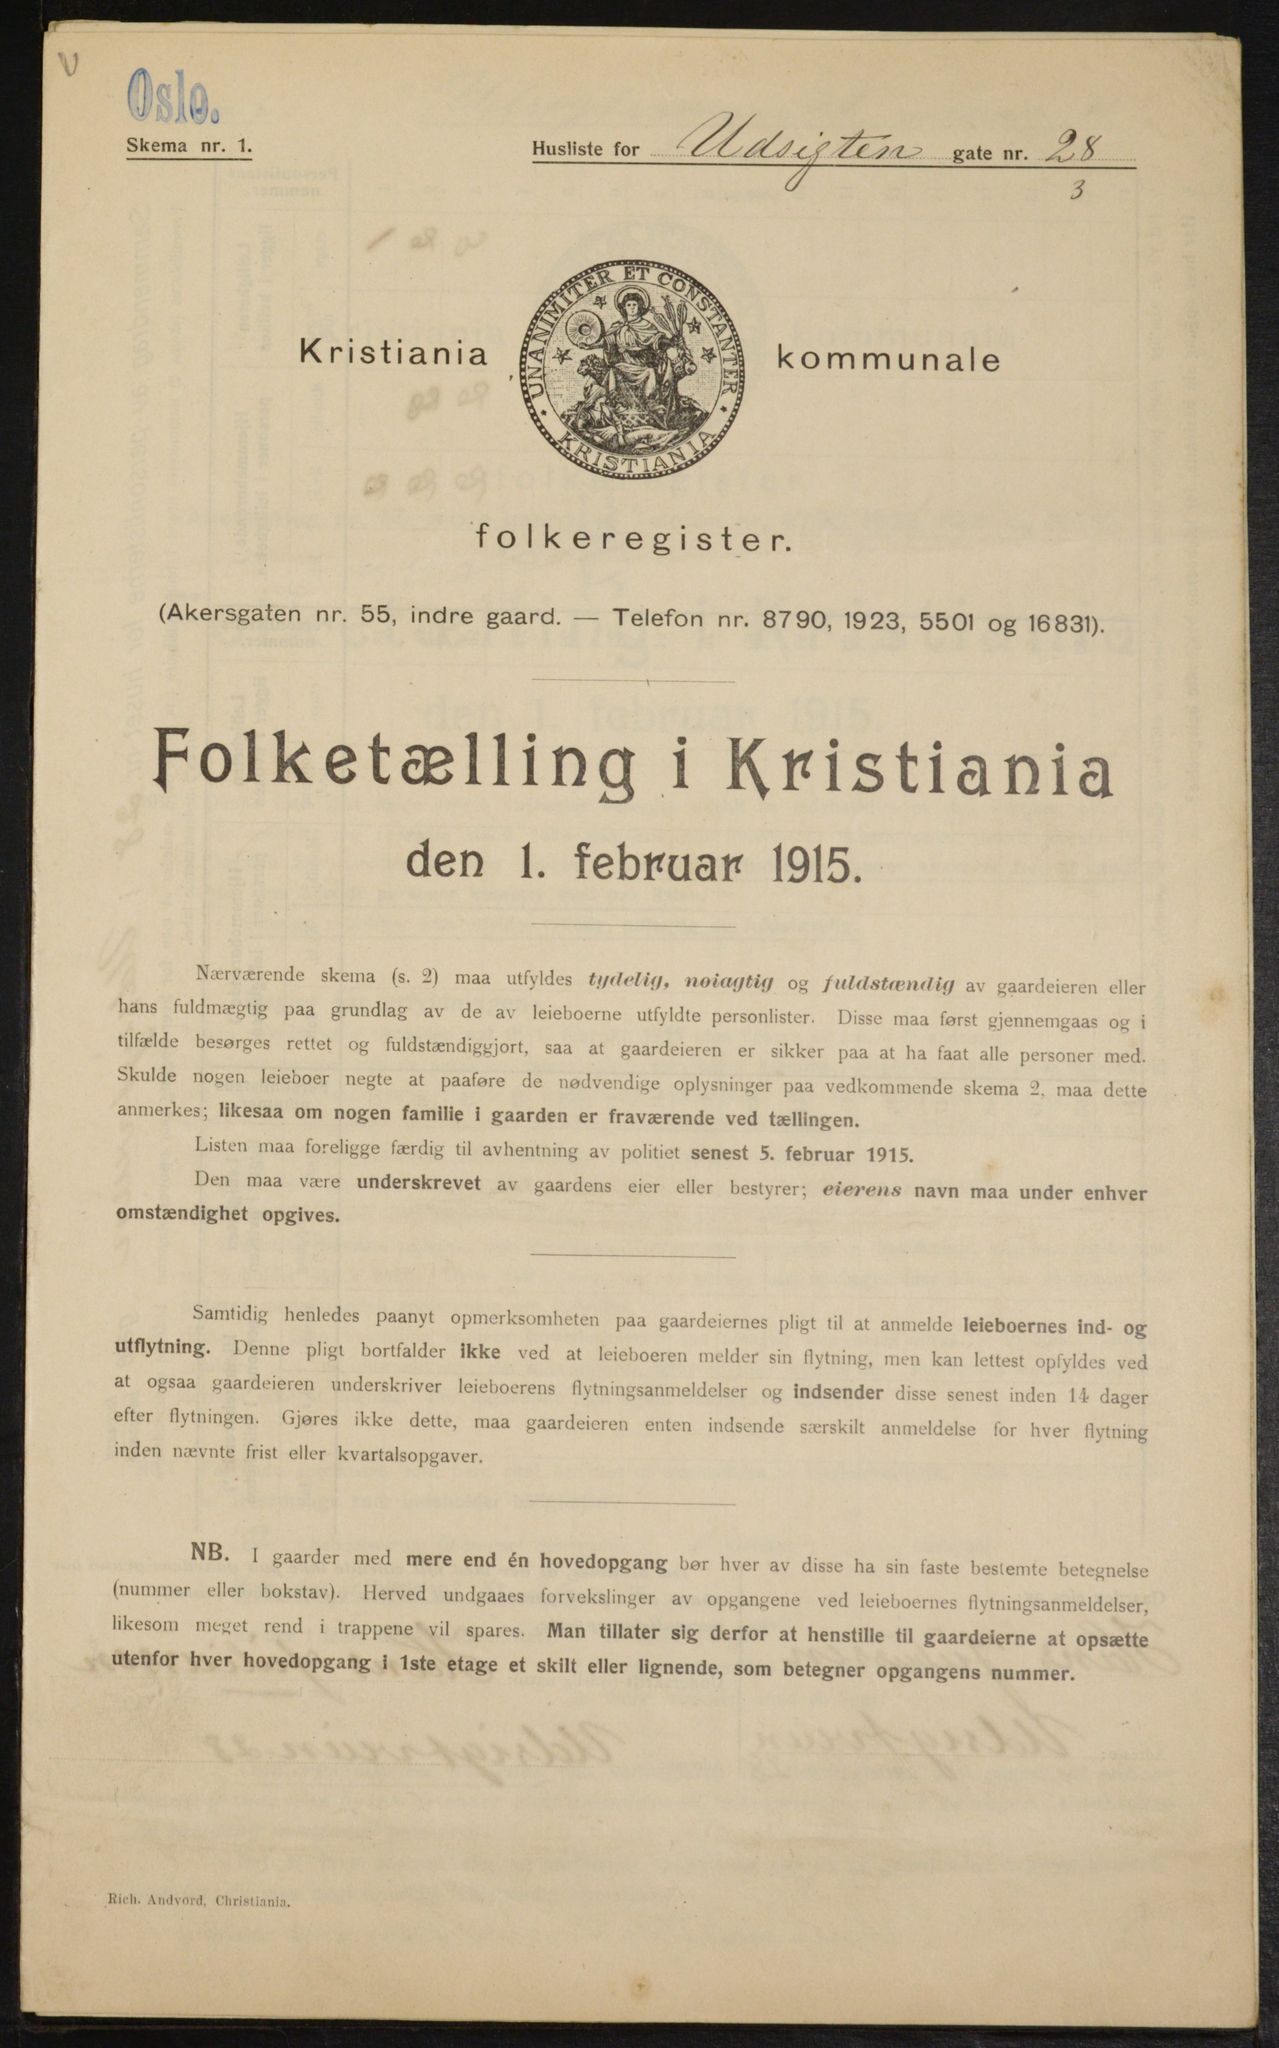 v
Oslo.
Skema nr. 1.
Husliste for Udsigten gate nr. 28
3
UNANIMITER ET CONSTANTER
KRISTIANIA
Kristiania kommunale
folkeregister.
(Akersgaten nr. 55, indre gaard. — Telefon nr. 8790, 1923, 5501 og 16831).
Folketælling i Kristiania
den 1. februar 1915.
Nærværende skema (s. 2) maa utfyldes tydelig, nøiagtig og fuldstændig av gaardeieren eller
hans fuldmægtig paa grundlag av de av leieboerne utfyldte personlister. Disse maa først gjennemgaas og i
tilfælde besørges rettet og fuldstændiggjort, saa at gaardeieren er sikker paa at ha faat alle personer med.
Skulde nogen leieboer negte at paaføre de nødvendige oplysninger paa vedkommende skema 2, maa dette
anmerkes; likesaa om nogen familie i gaarden er fraværende ved tællingen.
Listen maa foreligge færdig til avhentning av politiet senest 5. februar 1915.
Den maa være underskrevet av gaardens eier eller bestyrer; eierens navn maa under enhver
omstændighet opgives.
Samtidig henledes paanyt opmerksomheten paa gaardeiernes pligt til at anmelde leieboernes ind- og
utflytning. Denne pligt bortfalder ikke ved at leieboeren melder sin flytning, men kan lettest opfyldes ved
at ogsaa gaardeieren underskriver leieboerens flytningsanmeldelser og indsender disse senest inden 14 dager
efter flytningen. Gjøres ikke dette, maa gaardeieren enten indsende særskilt anmeldelse for hver flytning
inden nævnte frist eller kvartalsopgaver.
NB. I gaarder med mere end én hovedopgang bør hver av disse ha sin faste bestemte betegnelse
(nummer eller bokstav). Herved undgaaes forvekslinger av opgangene ved leieboernes flytningsanmeldelser,
likesom meget rend i trappene vil spares. Man tillater sig derfor at henstille til gaardeierne at opsætte
utenfor hver hovedopgang i 1ste etage et skilt eller lignende, som betegner opgangens nummer.
Rich. Andvord, Christiania.